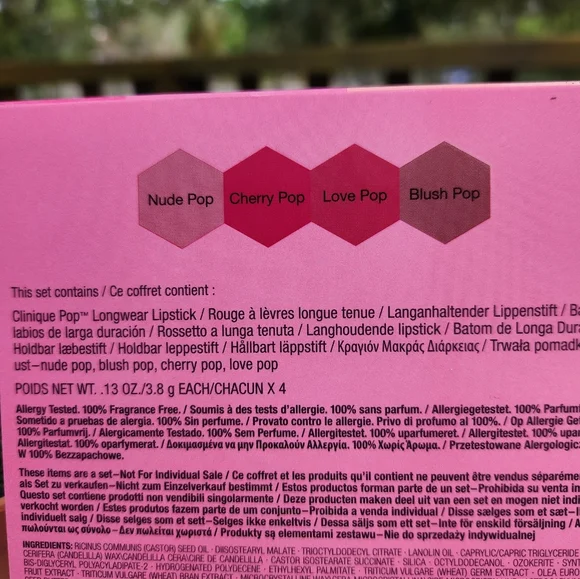 Nude Pop Cherry Pop Love Pop Blush Pop
This set contains / Ce coffret contient :
Clinique Pop™ Longwear Lipstick / Rouge à lèvres longue tenue / Langanhaltender Lippenstift / Ba
labios de larga duración / Rossetto a lunga tenuta / Langhoudende lipstick / Batom de Longa Dura
Holdbar læbestift / Holdbar leppestift / Hållbart läppstift / Κραγιόν Μακράς Διάρκειας / Trwała pomadk
ust–nude pop, blush pop, cherry pop, love pop
POIDS NET WT. .13 OZ./3.8 g EACH/CHACUN X 4
Allergy Tested. 100% Fragrance Free. / Soumis à des tests d'allergie. 100% sans parfum. / Allergiegetestet. 100% Parfumf
Sometido a pruebas de alergia. 100% Sin perfume. / Provato contro le allergie. Privo di profumo al 100%. / Op Allergie Get
100% Parfumvrij. / Alergicamente Testado. 100% Sem Perfume. / Allergitestet. 100% uparfumeret. / Allergitestet. 100% upar
Allergitestat. 100% oparfymerat. / Δοκιμασμένο να μην Προκαλούν Αλλεργία. 100% Χωρίς Άρωμα. / Przetestowane Alergologic
W 100% Bezzapachowe.
These items are a set–Not For Individual Sale / Ce coffret et les produits qu'il contient ne peuvent être vendus séparéme
als Set zu verkaufen–Nicht zum Einzelverkauf bestimmt / Estos productos forman parte de un set–Prohibida su venta in
Questo set contiene prodotti non vendibili singolarmente / Deze producten maken deel uit van een set en mogen niet indi
verkocht worden / Estes produtos fazem parte de um conjunto–Proibida a venda individual / Disse sælges som et sæt–I
individuelt salg / Disse selges som et sett–Selges ikke enkeltvis / Dessa säljs som ett set–Inte för enskild försäljning / A
πωλούνται ως σύνολο–Δεν πωλείται χωριστά / Produkty są elementami zestawu–Nie do sprzedaży indywidualnej
INGREDIENTS: RICINUS COMMUNIS (CASTOR) SEED OIL · DIISOSTEARYL MALATE · TRIOCTYLDODECYL CITRATE · LANOLIN OIL · CAPRYLIC/CAPRIC TRIGLYCERIDE
CERIFERA (CANDELILLA) WAX\CANDELILLA CERA\CIRE DE CANDELILLA · CASTOR ISOSTEARATE SUCCINATE · SILICA · OCTYLDODECANOL · OZOKERITE · SYN
BIS-DIGLYCERYL POLYACYLADIPATE-2 · HYDROGENATED POLYDECENE · ETHYLHEXYL PALMITATE · TRITICUM VULGARE (WHEAT) GERM EXTRACT · OLEA EURO
FRUIT EXTRACT · TRITICUM VULGARE (WHEAT) BRAN EXTRACT · MICROCRYSTALLINE